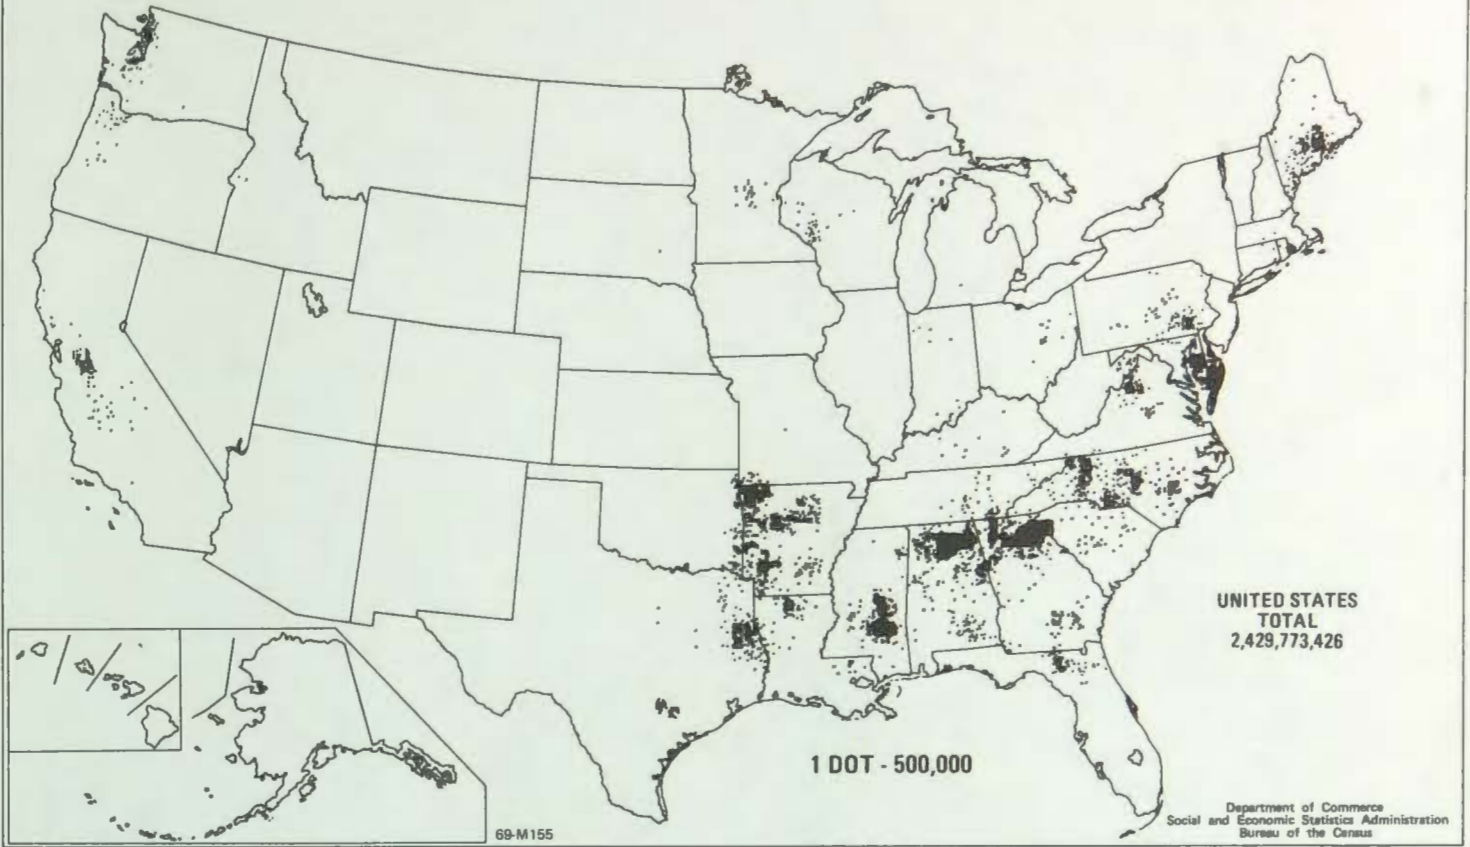 UNITED STATES
TOTAL
2,429,773,426
1 DOT - 500,000
69-M155
Department of Commerce
Social and Economic Statistics Administration
Bureau of the Census